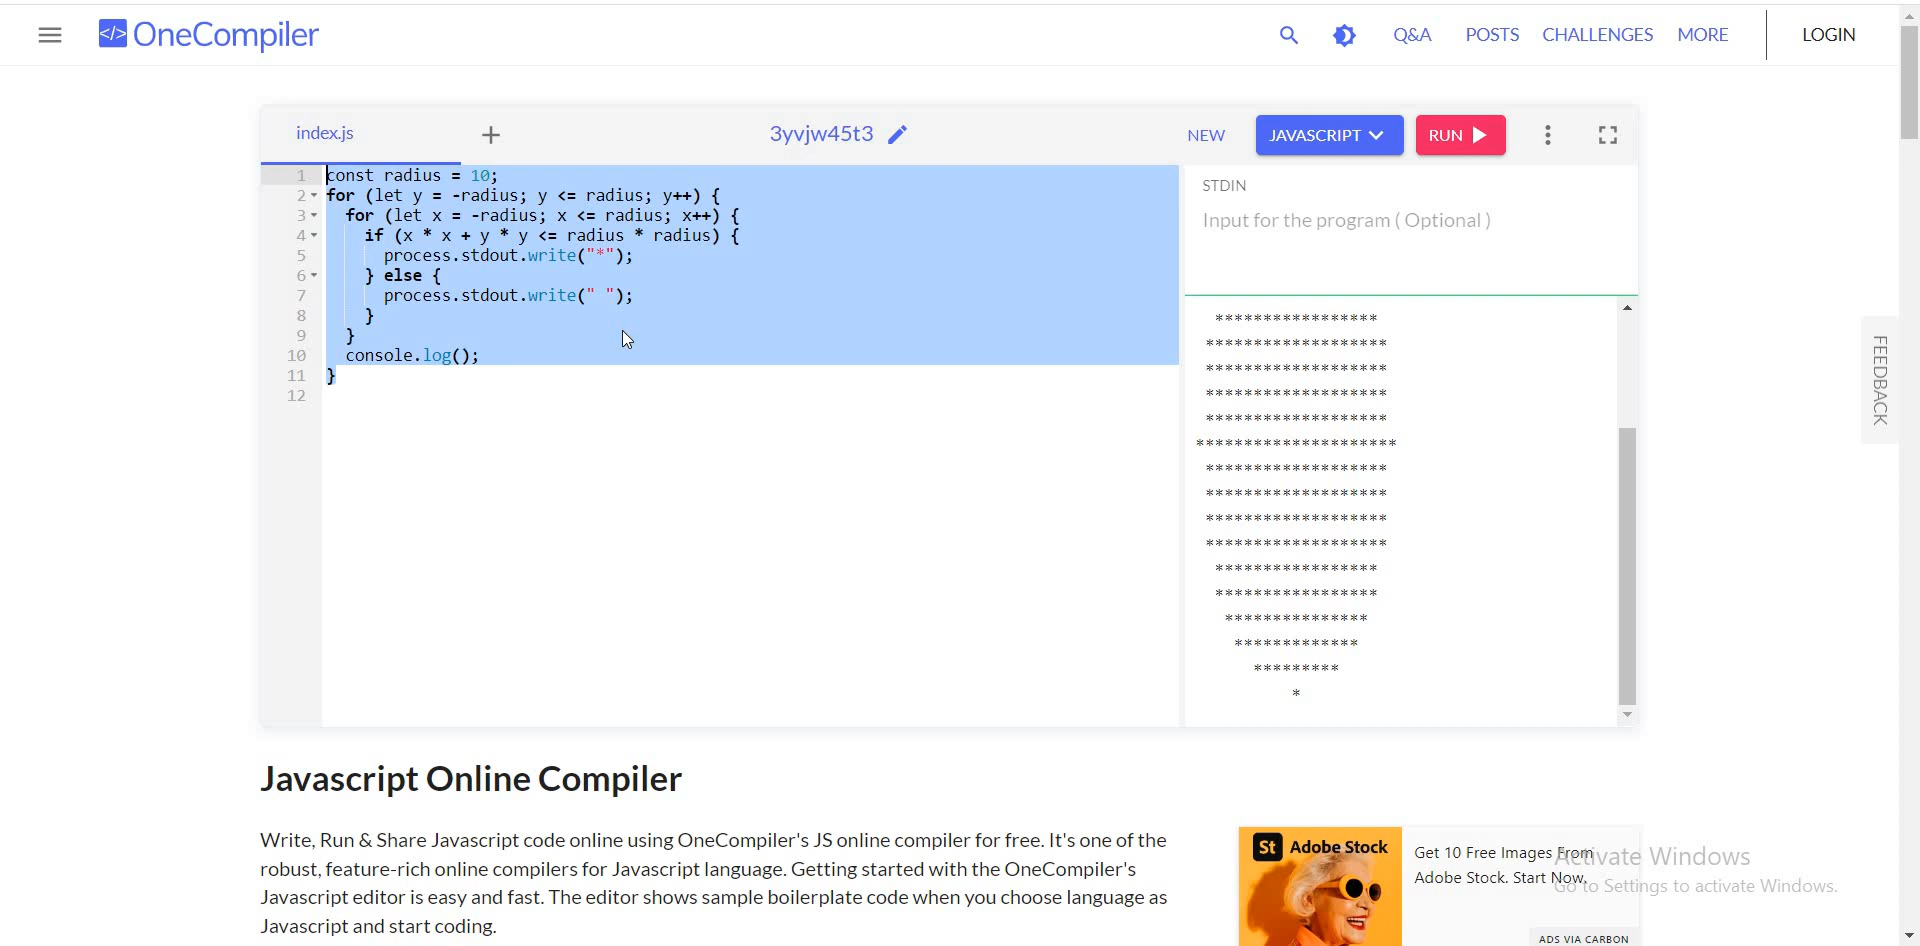 OneCompiler
Q&A POSTS CHALLENGES MORE LOGIN
index.js + 3yvjw45t3 NEW JAVASCRIPT RUN
1 const radius = 10;
2 for (let y = -radius; y <= radius; y++) {
3 for (let x = -radius; x <= radius; x++) {
4 if (x * x + y * y <= radius * radius) {
5 process.stdout.write("*");
6 } else {
7 process.stdout.write(" ");
8 }
9 }
10 console.log();
11 }
12
STDIN
Input for the program ( Optional )
*****************
*******************
*******************
*******************
*******************
*********************
*******************
*******************
*******************
*******************
*****************
*****************
***************
*************
*********
*
FEEDBACK
Javascript Online Compiler
Write, Run & Share Javascript code online using OneCompiler's JS online compiler for free. It's one of the
robust, feature-rich online compilers for Javascript language. Getting started with the OneCompiler's
Javascript editor is easy and fast. The editor shows sample boilerplate code when you choose language as
Javascript and start coding.
St Adobe Stock
Get 10 Free Images From
Adobe Stock. Start Now.
ADS VIA CARBON
Activate Windows
Go to Settings to activate Windows.